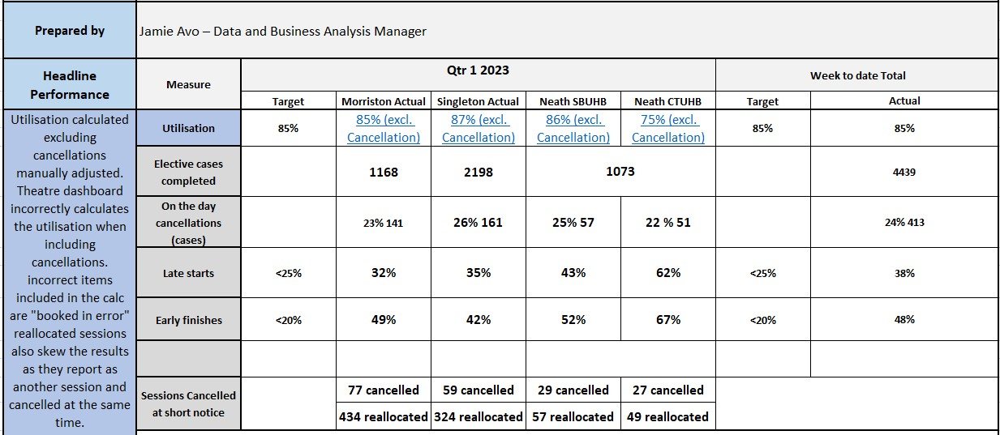 Prepared by
Jamie Avo – Data and Business Analysis Manager
Headline
Performance
Measure
Qtr 1 2023
Week to date Total
Target
Morriston Actual
Singleton Actual
Neath SBUHB
Neath CTUHB
Target
Actual
Utilisation calculated
excluding
cancellations
manually adjusted.
Theatre dashboard
incorrectly calculates
the utilisation when
including
cancellations.
incorrect items
included in the calc
are "booked in error"
reallocated sessions
also skew the results
as they report as
another session and
cancelled at the same
time.
Utilisation
85%
85% (excl.
Cancellation)
87% (excl.
Cancellation)
86% (excl.
Cancellation)
75% (excl.
Cancellation)
85%
85%
Elective cases
completed
1168
2198
1073
4439
On the day
cancellations
(cases)
23% 141
26% 161
25% 57
22 % 51
24% 413
Late starts
<25%
32%
35%
43%
62%
<25%
38%
Early finishes
<20%
49%
42%
52%
67%
<20%
48%
Sessions Cancelled
at short notice
77 cancelled
59 cancelled
29 cancelled
27 cancelled
434 reallocated
324 reallocated
57 reallocated
49 reallocated